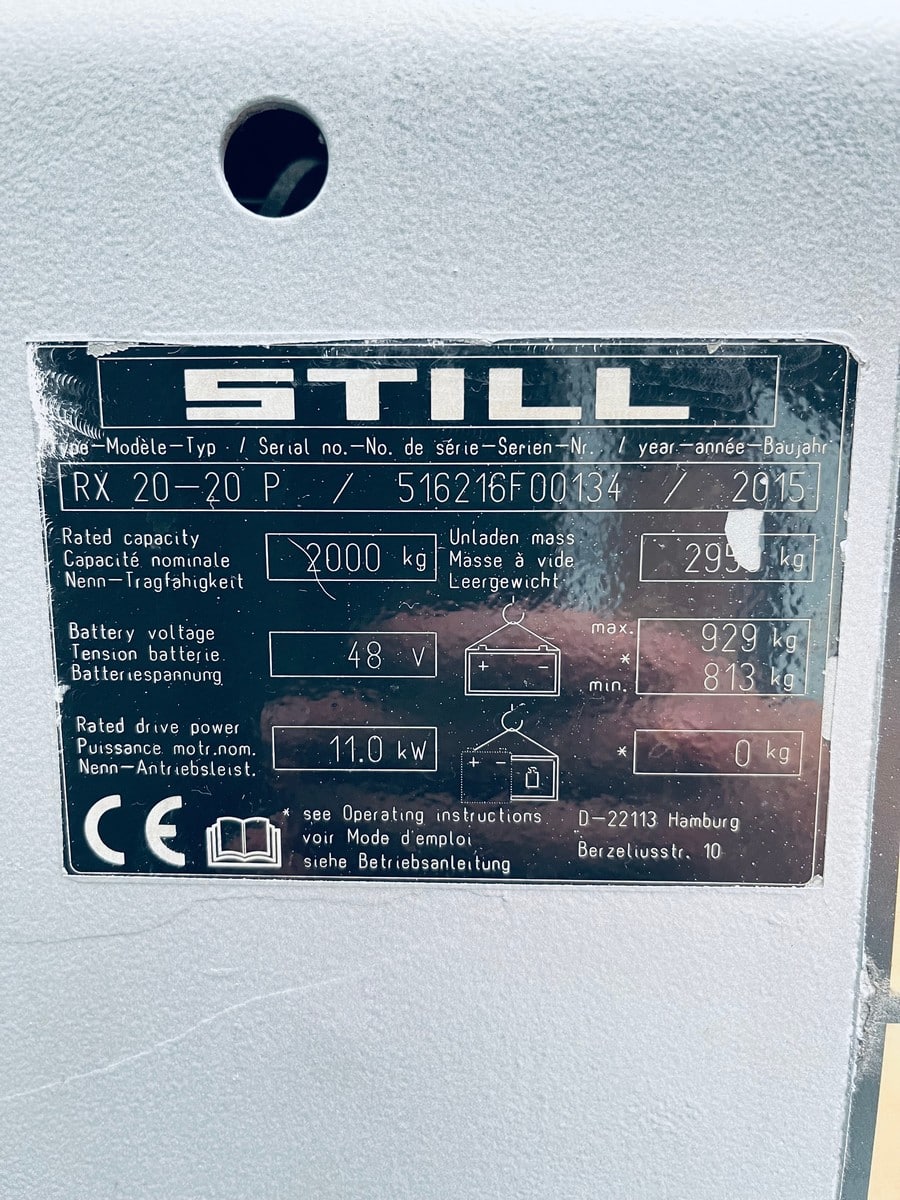 STILL
Type–Modèle–Typ / Serial no.–No. de série–Serien–Nr. / year–année–Baujahr
RX 20–20 P / 516216F00134 / 2015
Rated capacity
Capacité nominale
Nenn–Tragfähigkeit
2000 kg
Unladen mass
Masse à vide
Leergewicht
kg
Battery voltage
Tension batterie
Batteriespannung
48 V
+ –
max. 929 kg
*
min. 813 kg
Rated drive power
Puissance motr.nom.
Nenn–Antriebsleist.
11.0 kW
+ –
* 0 kg
CE
* see Operating instructions
voir Mode d'emploi
siehe Betriebsanleitung
D–22113 Hamburg
Berzeliusstr. 10